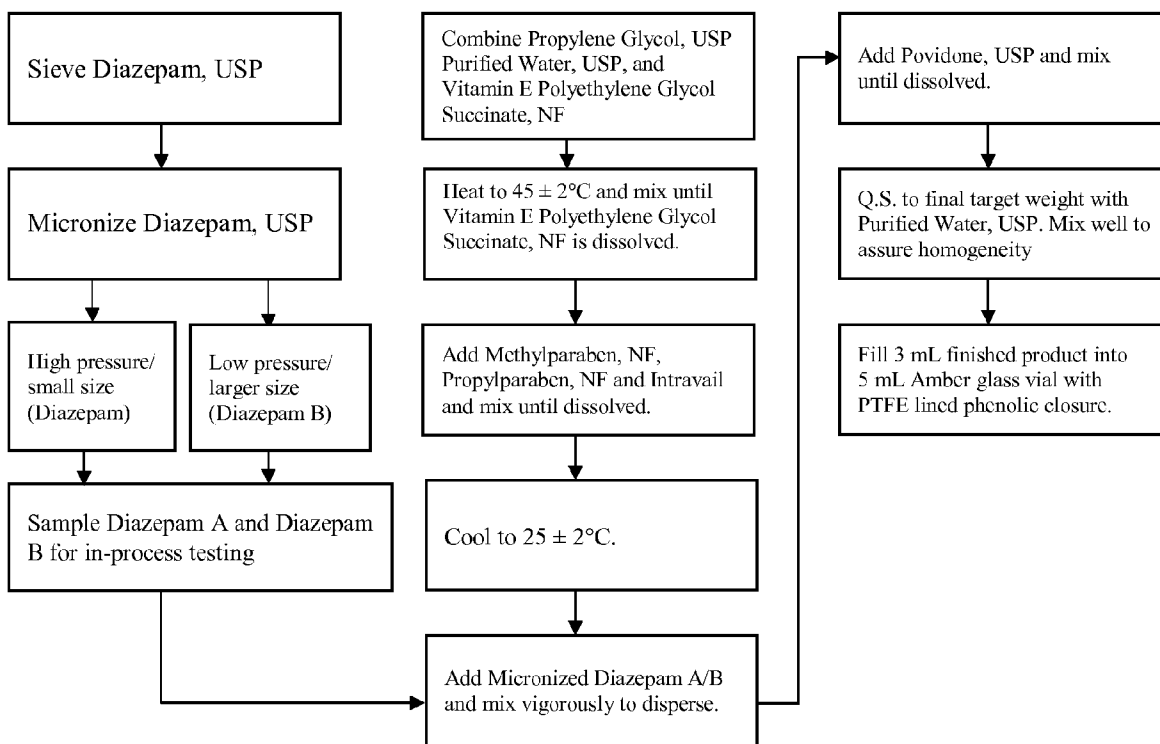 Sieve Diazepam, USP
Micronize Diazepam, USP
High pressure/
small size
(Diazepam)
Low pressure/
larger size
(Diazepam B)
Sample Diazepam A and Diazepam
B for in-process testing
Combine Propylene Glycol, USP
Purified Water, USP, and
Vitamin E Polyethylene Glycol
Succinate, NF
Heat to 45 ± 2°C and mix until
Vitamin E Polyethylene Glycol
Succinate, NF is dissolved.
Add Methylparaben, NF,
Propylparaben, NF and Intravail
and mix until dissolved.
Cool to 25 ± 2°C.
Add Micronized Diazepam A/B
and mix vigorously to disperse.
Add Povidone, USP and mix
until dissolved.
Q.S. to final target weight with
Purified Water, USP. Mix well to
assure homogeneity
Fill 3 mL finished product into
5 mL Amber glass vial with
PTFE lined phenolic closure.